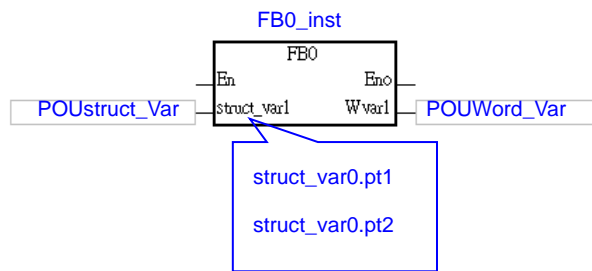 FB0_inst
FB0
En Eno
POUstruct_Var struct_var1 Wvar1 POUWord_Var
struct_var0.pt1
struct_var0.pt2